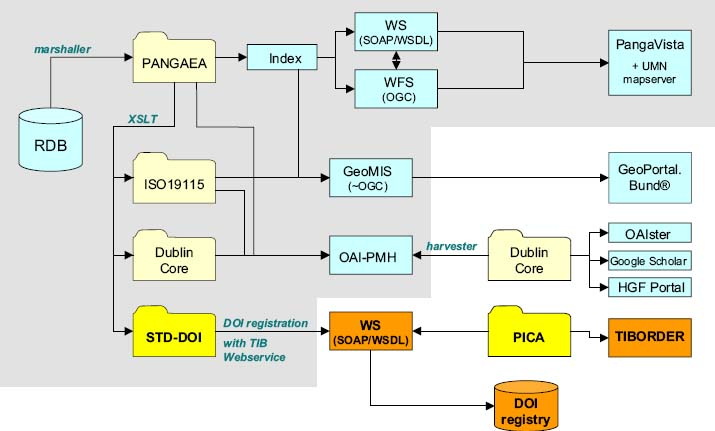 marshaller
PANGAEA
Index
WS
(SOAP/WSDL)
WFS
(OGC)
PangaVista
+ UMN
mapserver
RDB
XSLT
ISO19115
GeoMIS
(~OGC)
GeoPortal.
Bund®
Dublin
Core
OAI-PMH
harvester
Dublin
Core
OAIster
Google Scholar
HGF Portal
STD-DOI
DOI registration
with TIB
Webservice
WS
(SOAP/WSDL)
PICA
TIBORDER
DOI
registry